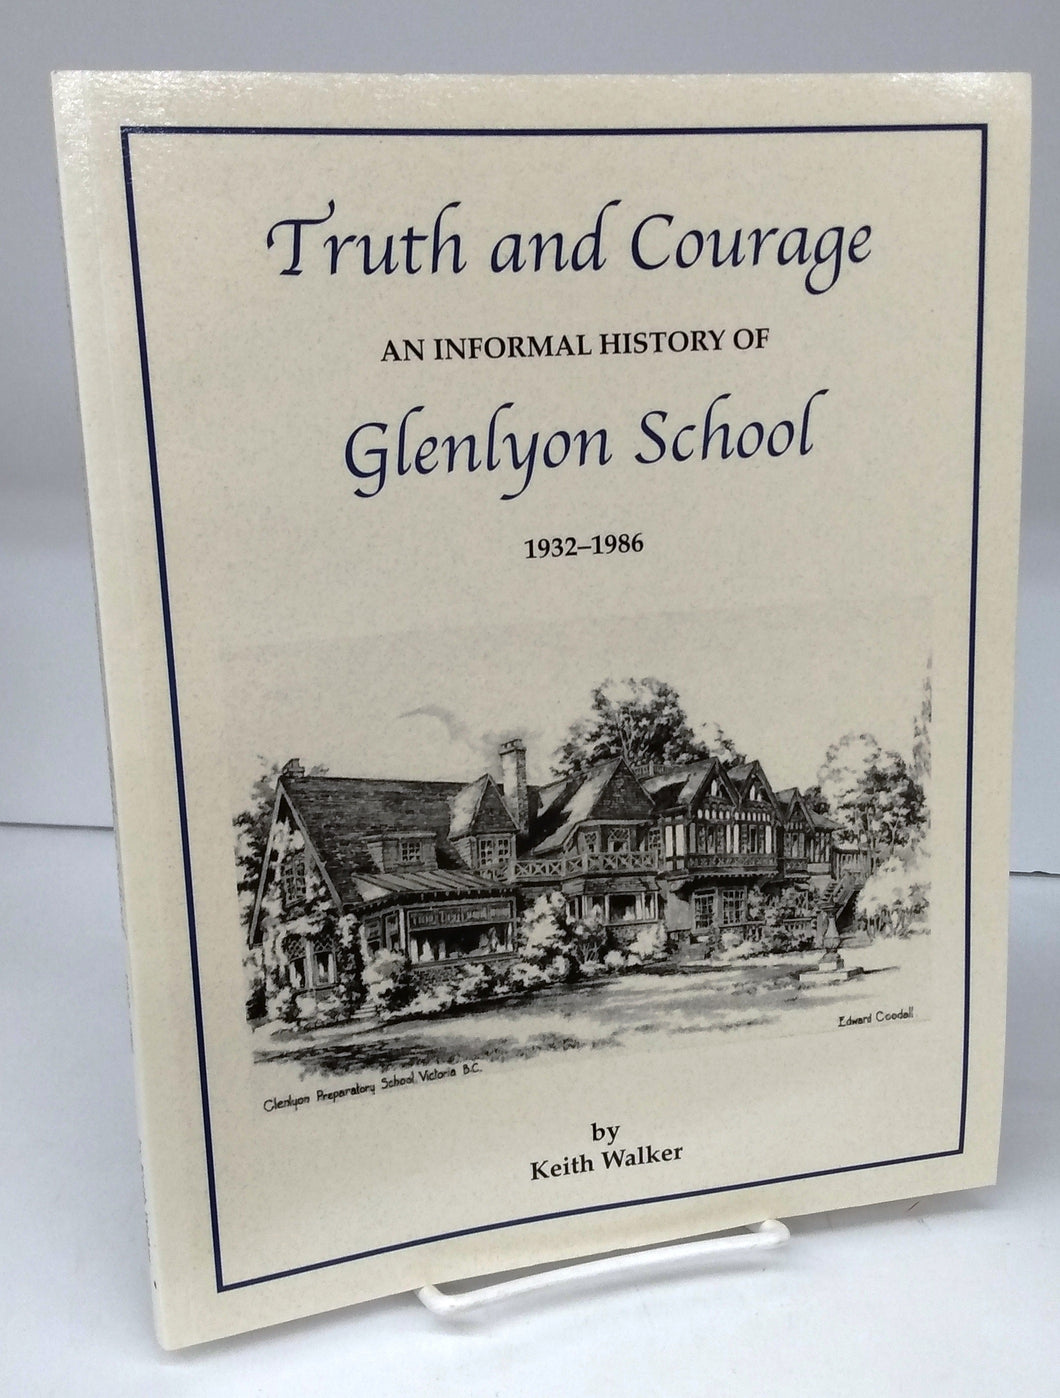 Truth and Courage
AN INFORMAL HISTORY OF
Glenlyon School
1932–1986
Edward Goodall
Glenlyon Preparatory School, Victoria B.C.
by
Keith Walker